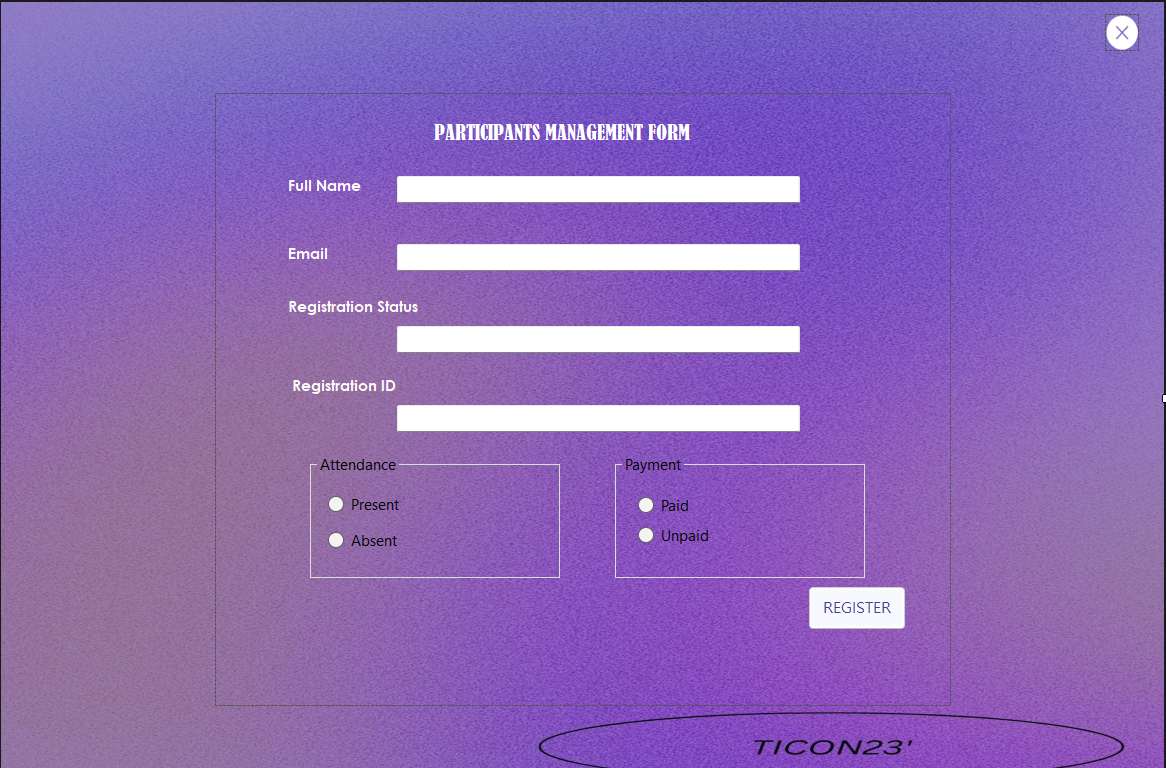 PARTICIPANTS MANAGEMENT FORM
Full Name
Email
Registration Status
Registration ID
Attendance
Present
Absent
Payment
Paid
Unpaid
REGISTER
TICON23'